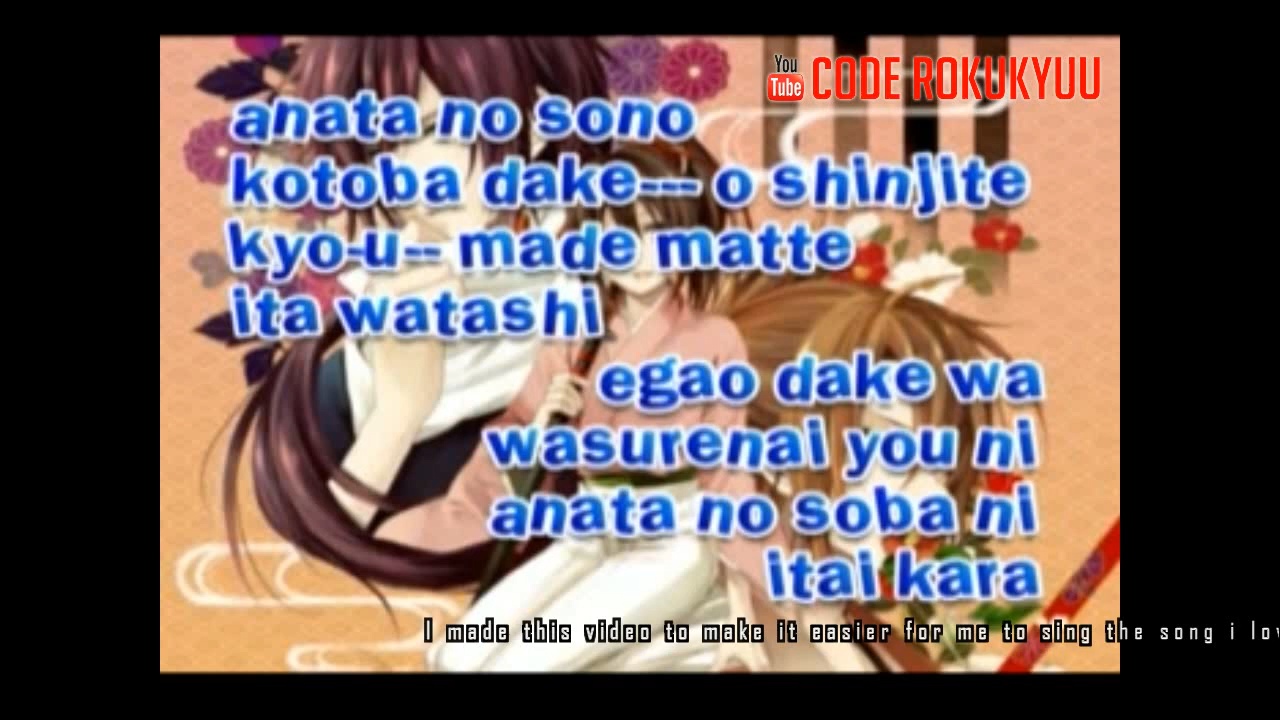 You Tube CODE ROKUKYUU
anata no sono
kotoba dake--- o shinjite
kyo-u-- made matte
ita watashi
egao dake wa
wasurenai you ni
anata no soba ni
itai kara
I made this video to make it easier for me to sing the song i lov